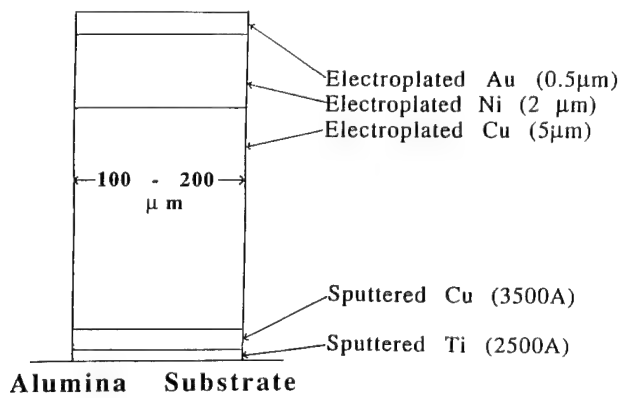 Electroplated Au (0.5μm)
Electroplated Ni (2 μm)
Electroplated Cu (5μm)
100 - 200
μm
Sputtered Cu (3500A)
Sputtered Ti (2500A)
Alumina Substrate